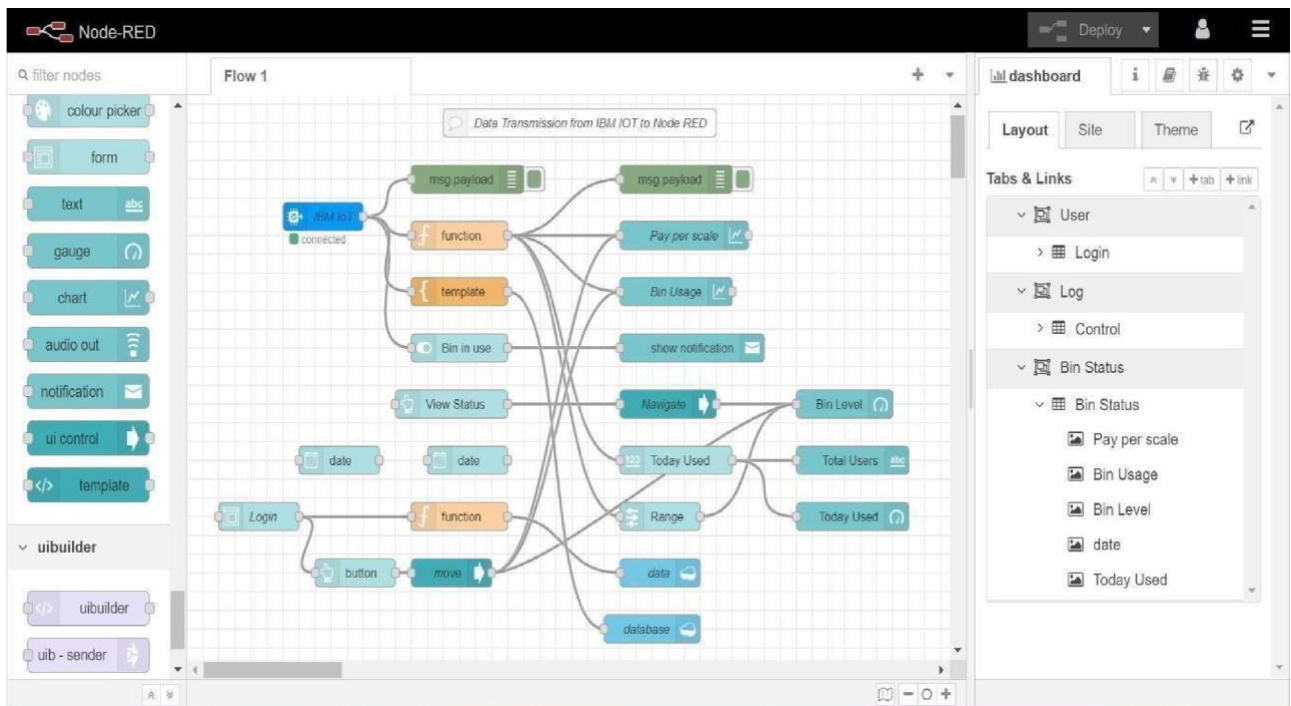 Node-RED
Deploy
filter nodes
colour picker
form
text
abc
gauge
chart
audio out
notification
ui control
template
</>
uibuilder
uibuilder
</>
uib - sender
Flow 1
Data Transmission from IBM IOT to Node RED
msg.payload
msg.payload
IBM IoT
connected
function
Pay per scale
template
Bin Usage
Bin in use
show notification
View Status
Navigate
Bin Level
date
date
123
Today Used
Total Users
abc
Login
function
Range
Today Used
button
move
data
database
dashboard
i
Layout
Site
Theme
Tabs & Links
+tab
+link
User
Login
Log
Control
Bin Status
Bin Status
Pay per scale
Bin Usage
Bin Level
date
Today Used